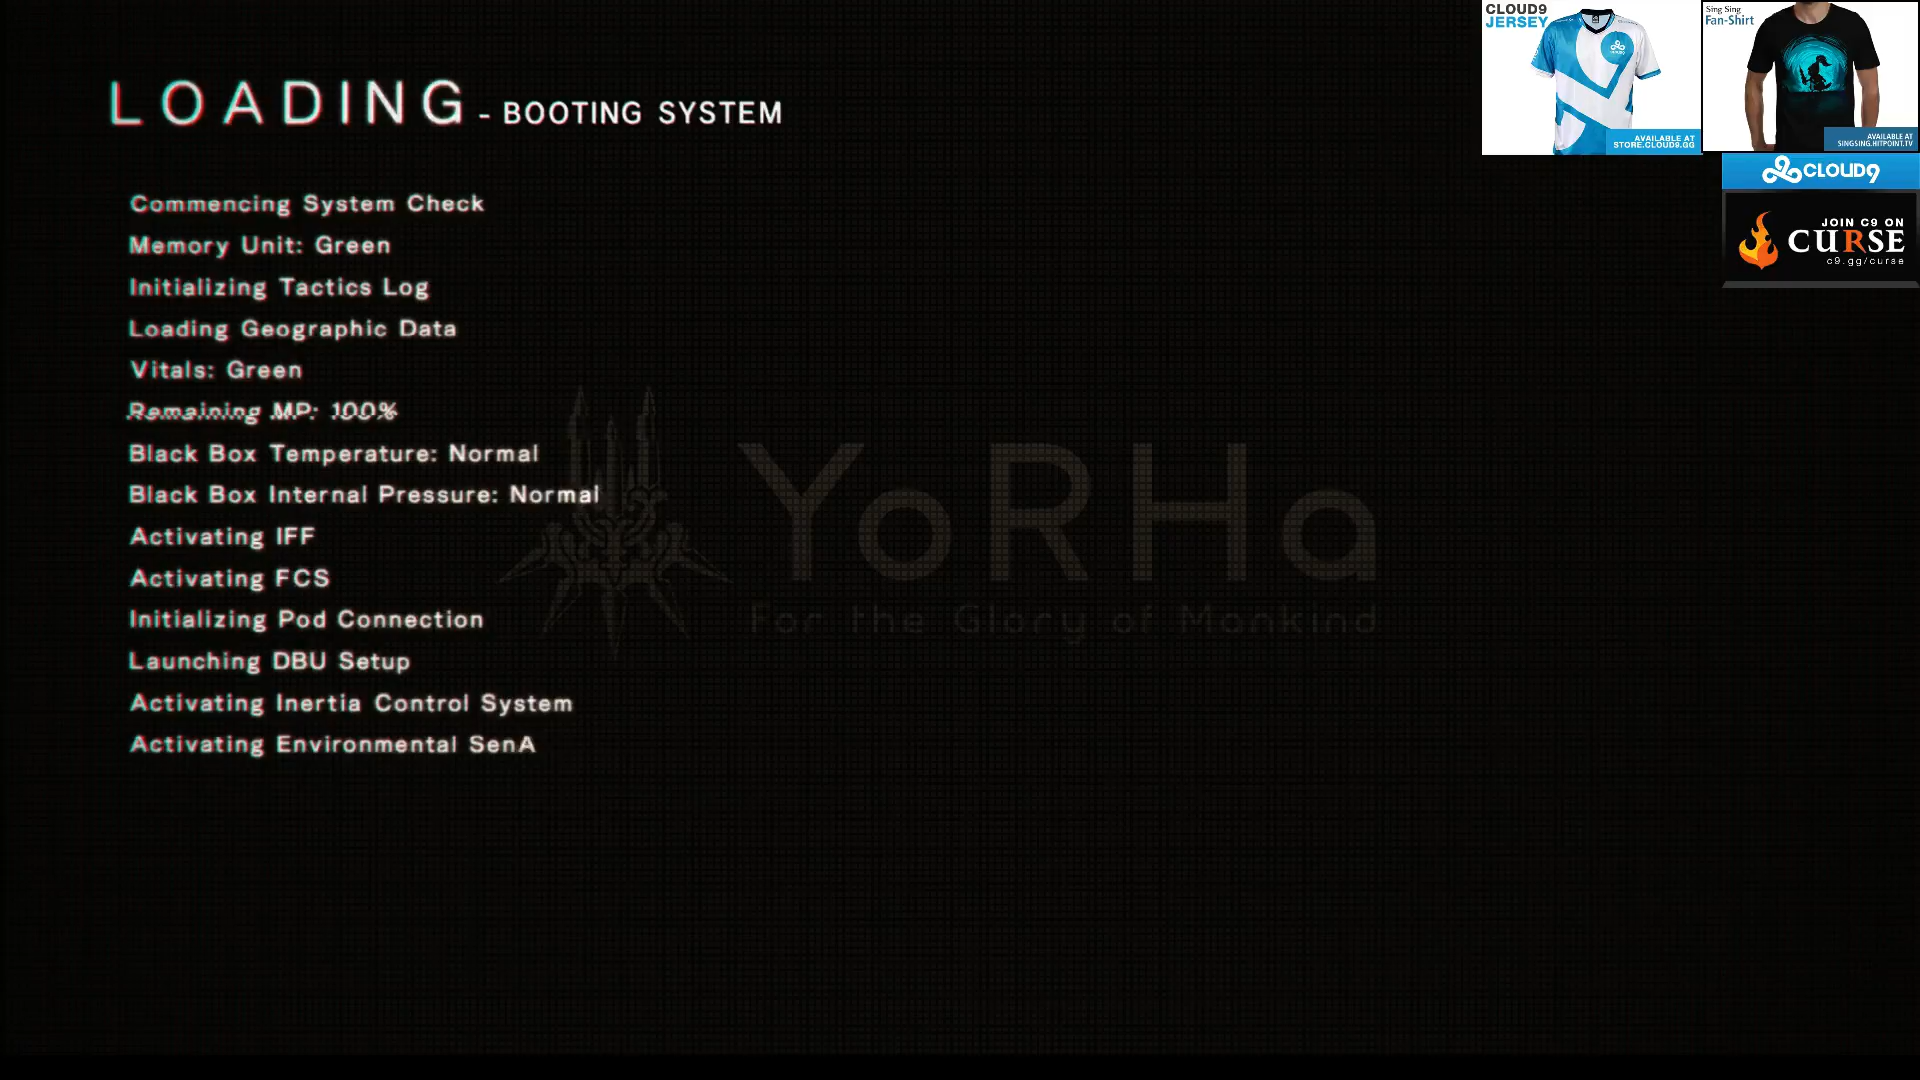 LOADING - BOOTING SYSTEM
Commencing System Check
Memory Unit: Green
Initializing Tactics Log
Loading Geographic Data
Vitals: Green
Remaining MP: 100%
Black Box Temperature: Normal
Black Box Internal Pressure: Normal
Activating IFF
Activating FCS
Initializing Pod Connection
Launching DBU Setup
Activating Inertia Control System
Activating Environmental SenA
YoRHa
For the Glory of Mankind
CLOUD9
JERSEY
AVAILABLE AT
STORE.CLOUD9.GG
Sing Sing
Fan-Shirt
AVAILABLE AT
SINGSING.HITPOINT.TV
CLOUD9
JOIN C9 ON
CURSE
c9.gg/curse